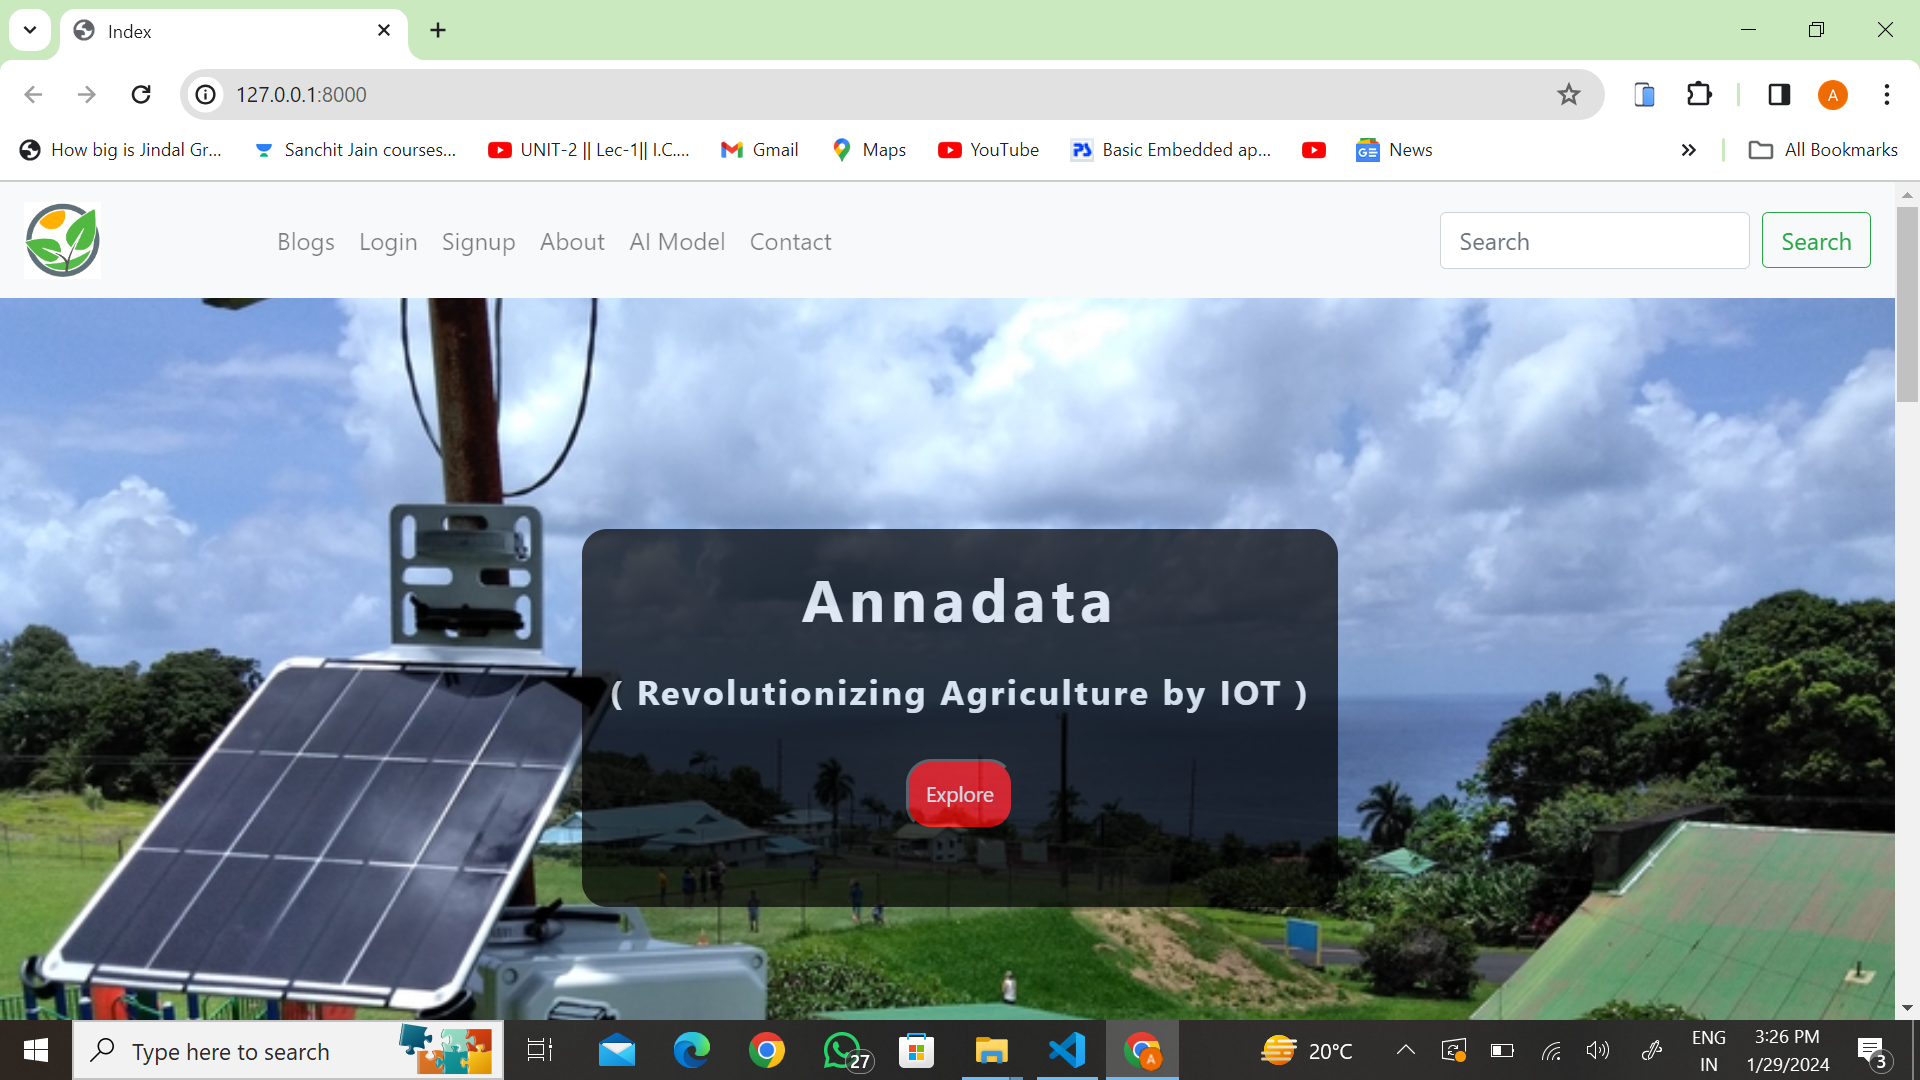 Index
127.0.0.1:8000
How big is Jindal Gr...
Sanchit Jain courses...
UNIT-2 || Lec-1|| I.C....
Gmail
Maps
YouTube
Basic Embedded ap...
News
All Bookmarks
Blogs
Login
Signup
About
AI Model
Contact
Search
Search
Annadata
( Revolutionizing Agriculture by IOT )
Explore
Type here to search
27
A
20°C
ENG
IN
3:26 PM
1/29/2024
3